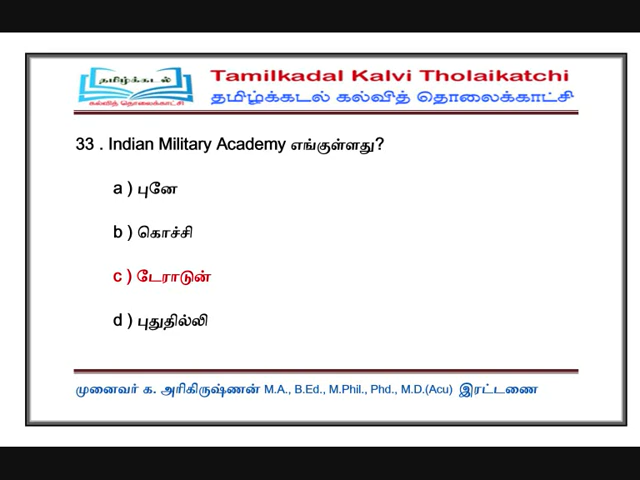 தமிழ்க்கடல்
கல்வித் தொலைகாட்சி
Tamilkadal Kalvi Tholaikatchi
தமிழ்க்கடல் கல்வித் தொலைக்காட்சி
33 . Indian Military Academy எங்குள்ளது?
a ) புனே
b ) கொச்சி
c ) டேராடுன்
d ) புதுதில்லி
முனைவர் க. அரிகிருஷ்ணன் M.A., B.Ed., M.Phil., Phd., M.D.(Acu) இரட்டணை